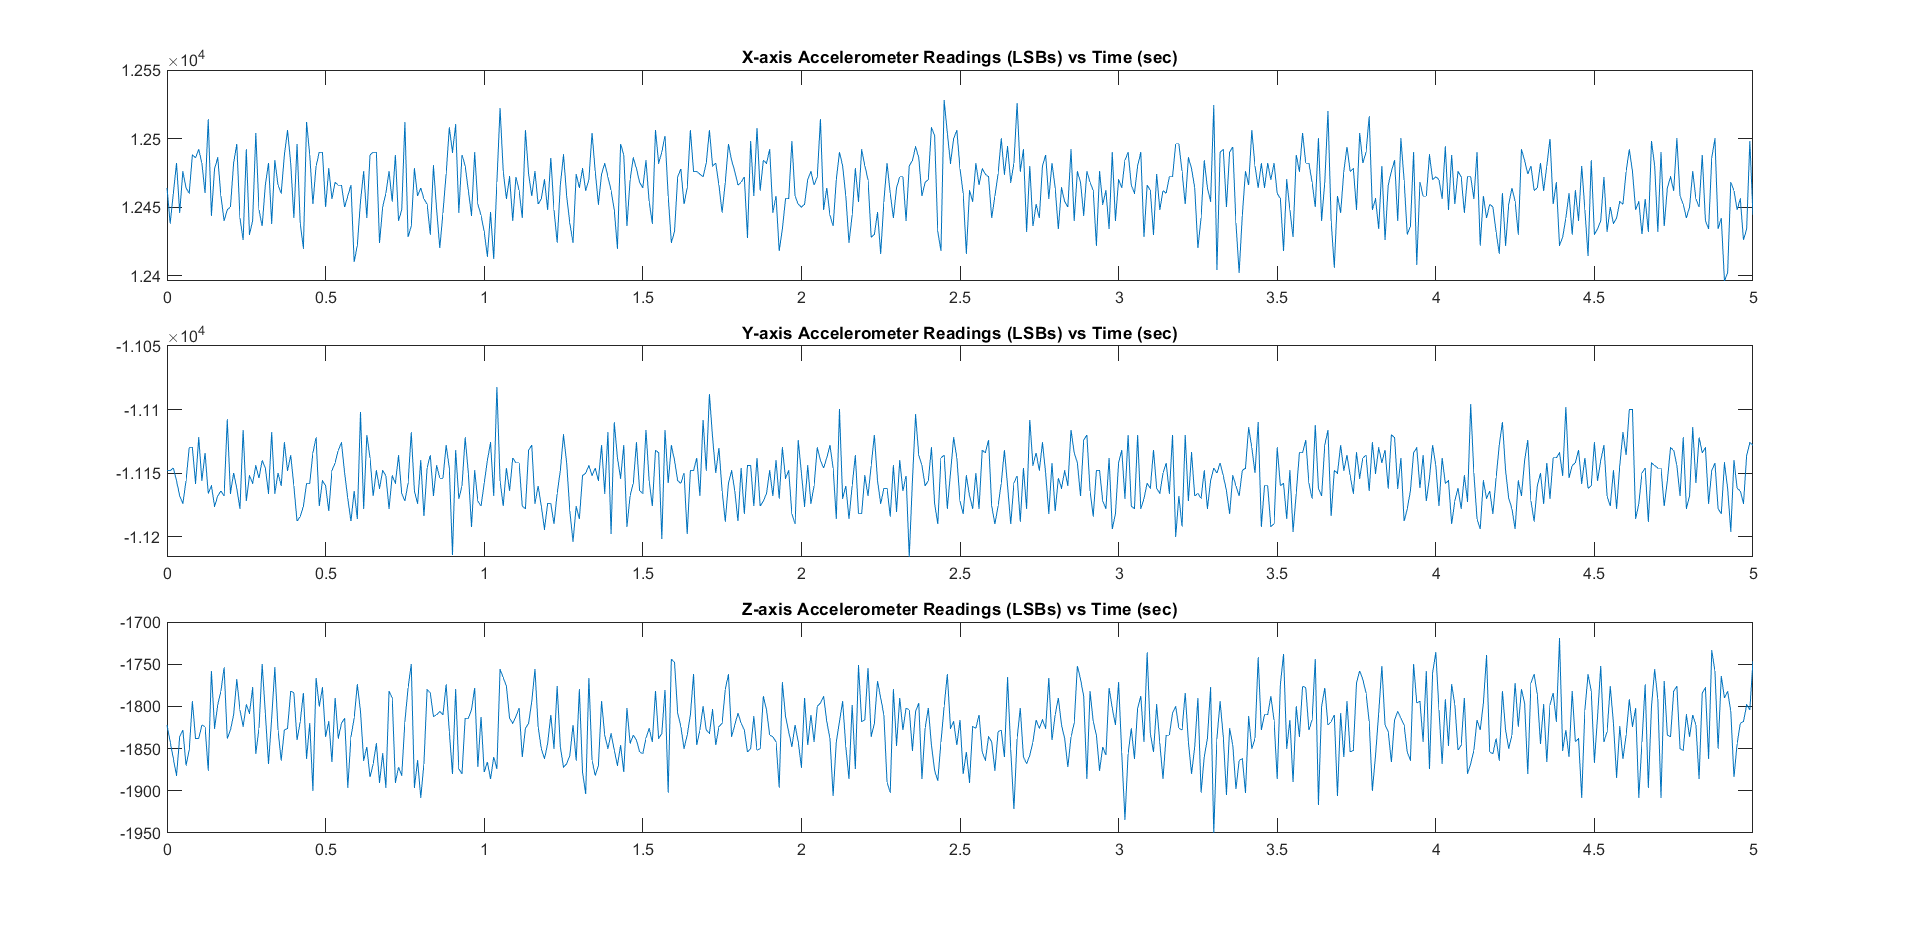 X-axis Accelerometer Readings (LSBs) vs Time (sec)
×10⁴
1.255
1.25
1.245
1.24
0 0.5 1 1.5 2 2.5 3 3.5 4 4.5 5
Y-axis Accelerometer Readings (LSBs) vs Time (sec)
×10⁴
-1.105
-1.11
-1.115
-1.12
0 0.5 1 1.5 2 2.5 3 3.5 4 4.5 5
Z-axis Accelerometer Readings (LSBs) vs Time (sec)
-1700
-1750
-1800
-1850
-1900
-1950
0 0.5 1 1.5 2 2.5 3 3.5 4 4.5 5